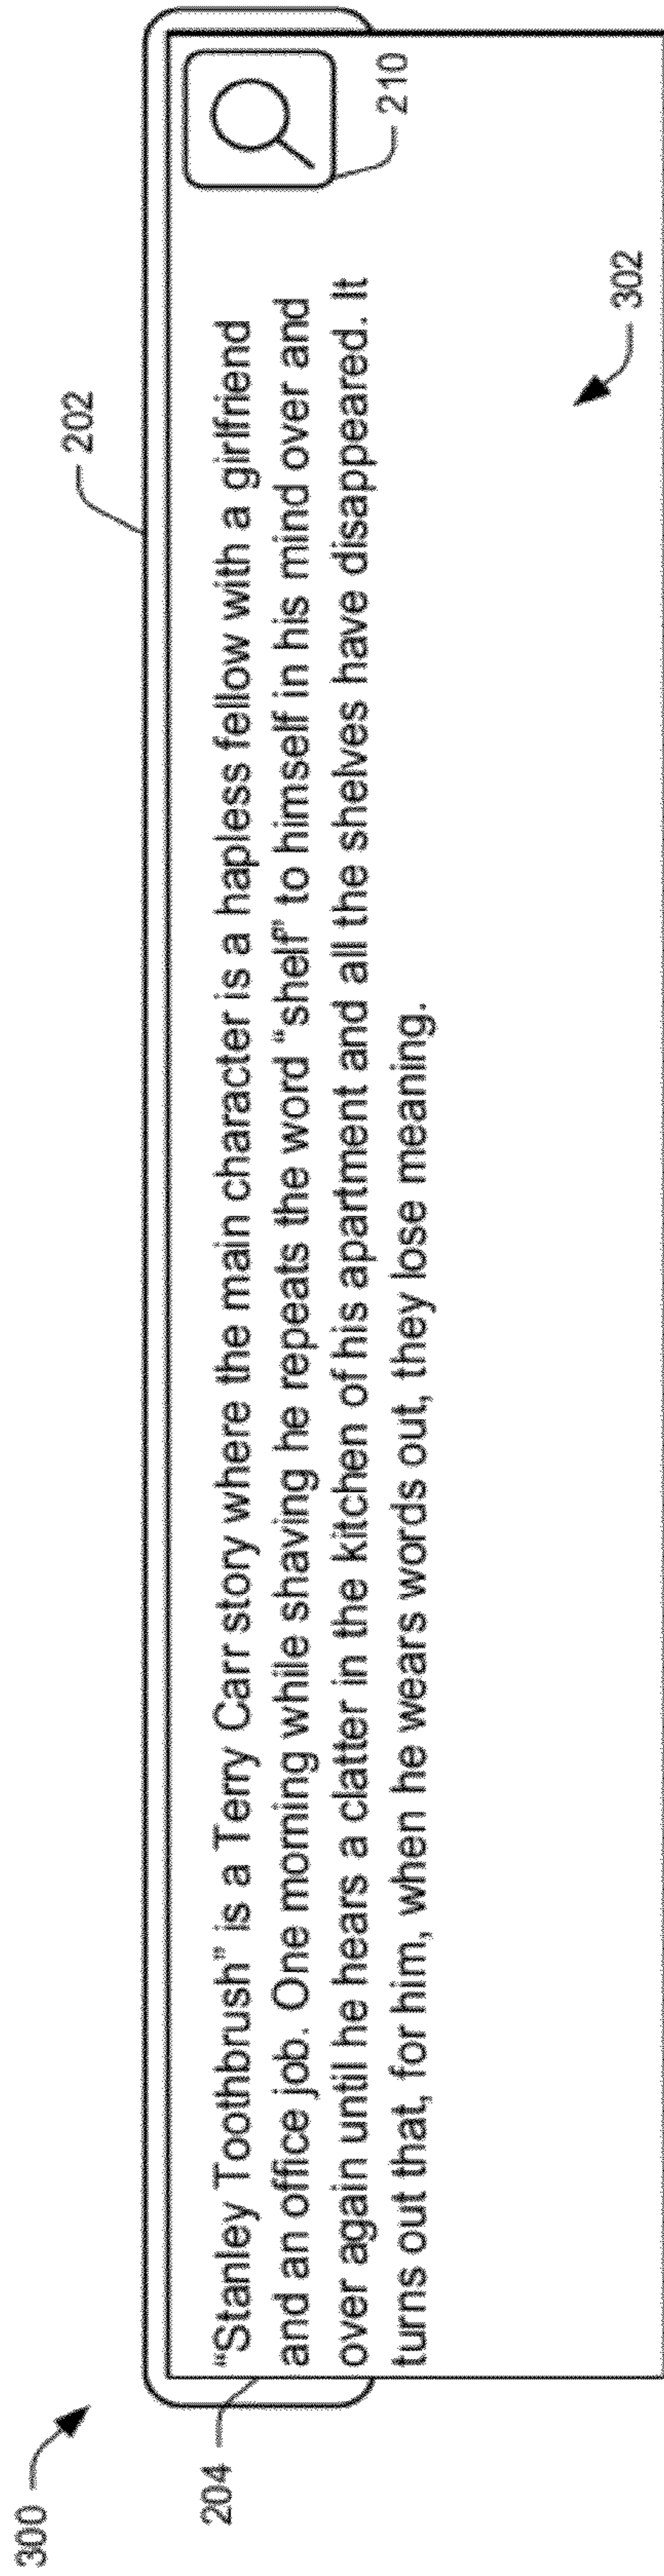 300
202
204
210
"Stanley Toothbrush" is a Terry Carr story where the main character is a hapless fellow with a girlfriend
and an office job. One morning while shaving he repeats the word "shelf" to himself in his mind over and
over again until he hears a clatter in the kitchen of his apartment and all the shelves have disappeared. It
turns out that, for him, when he wears words out, they lose meaning.
302